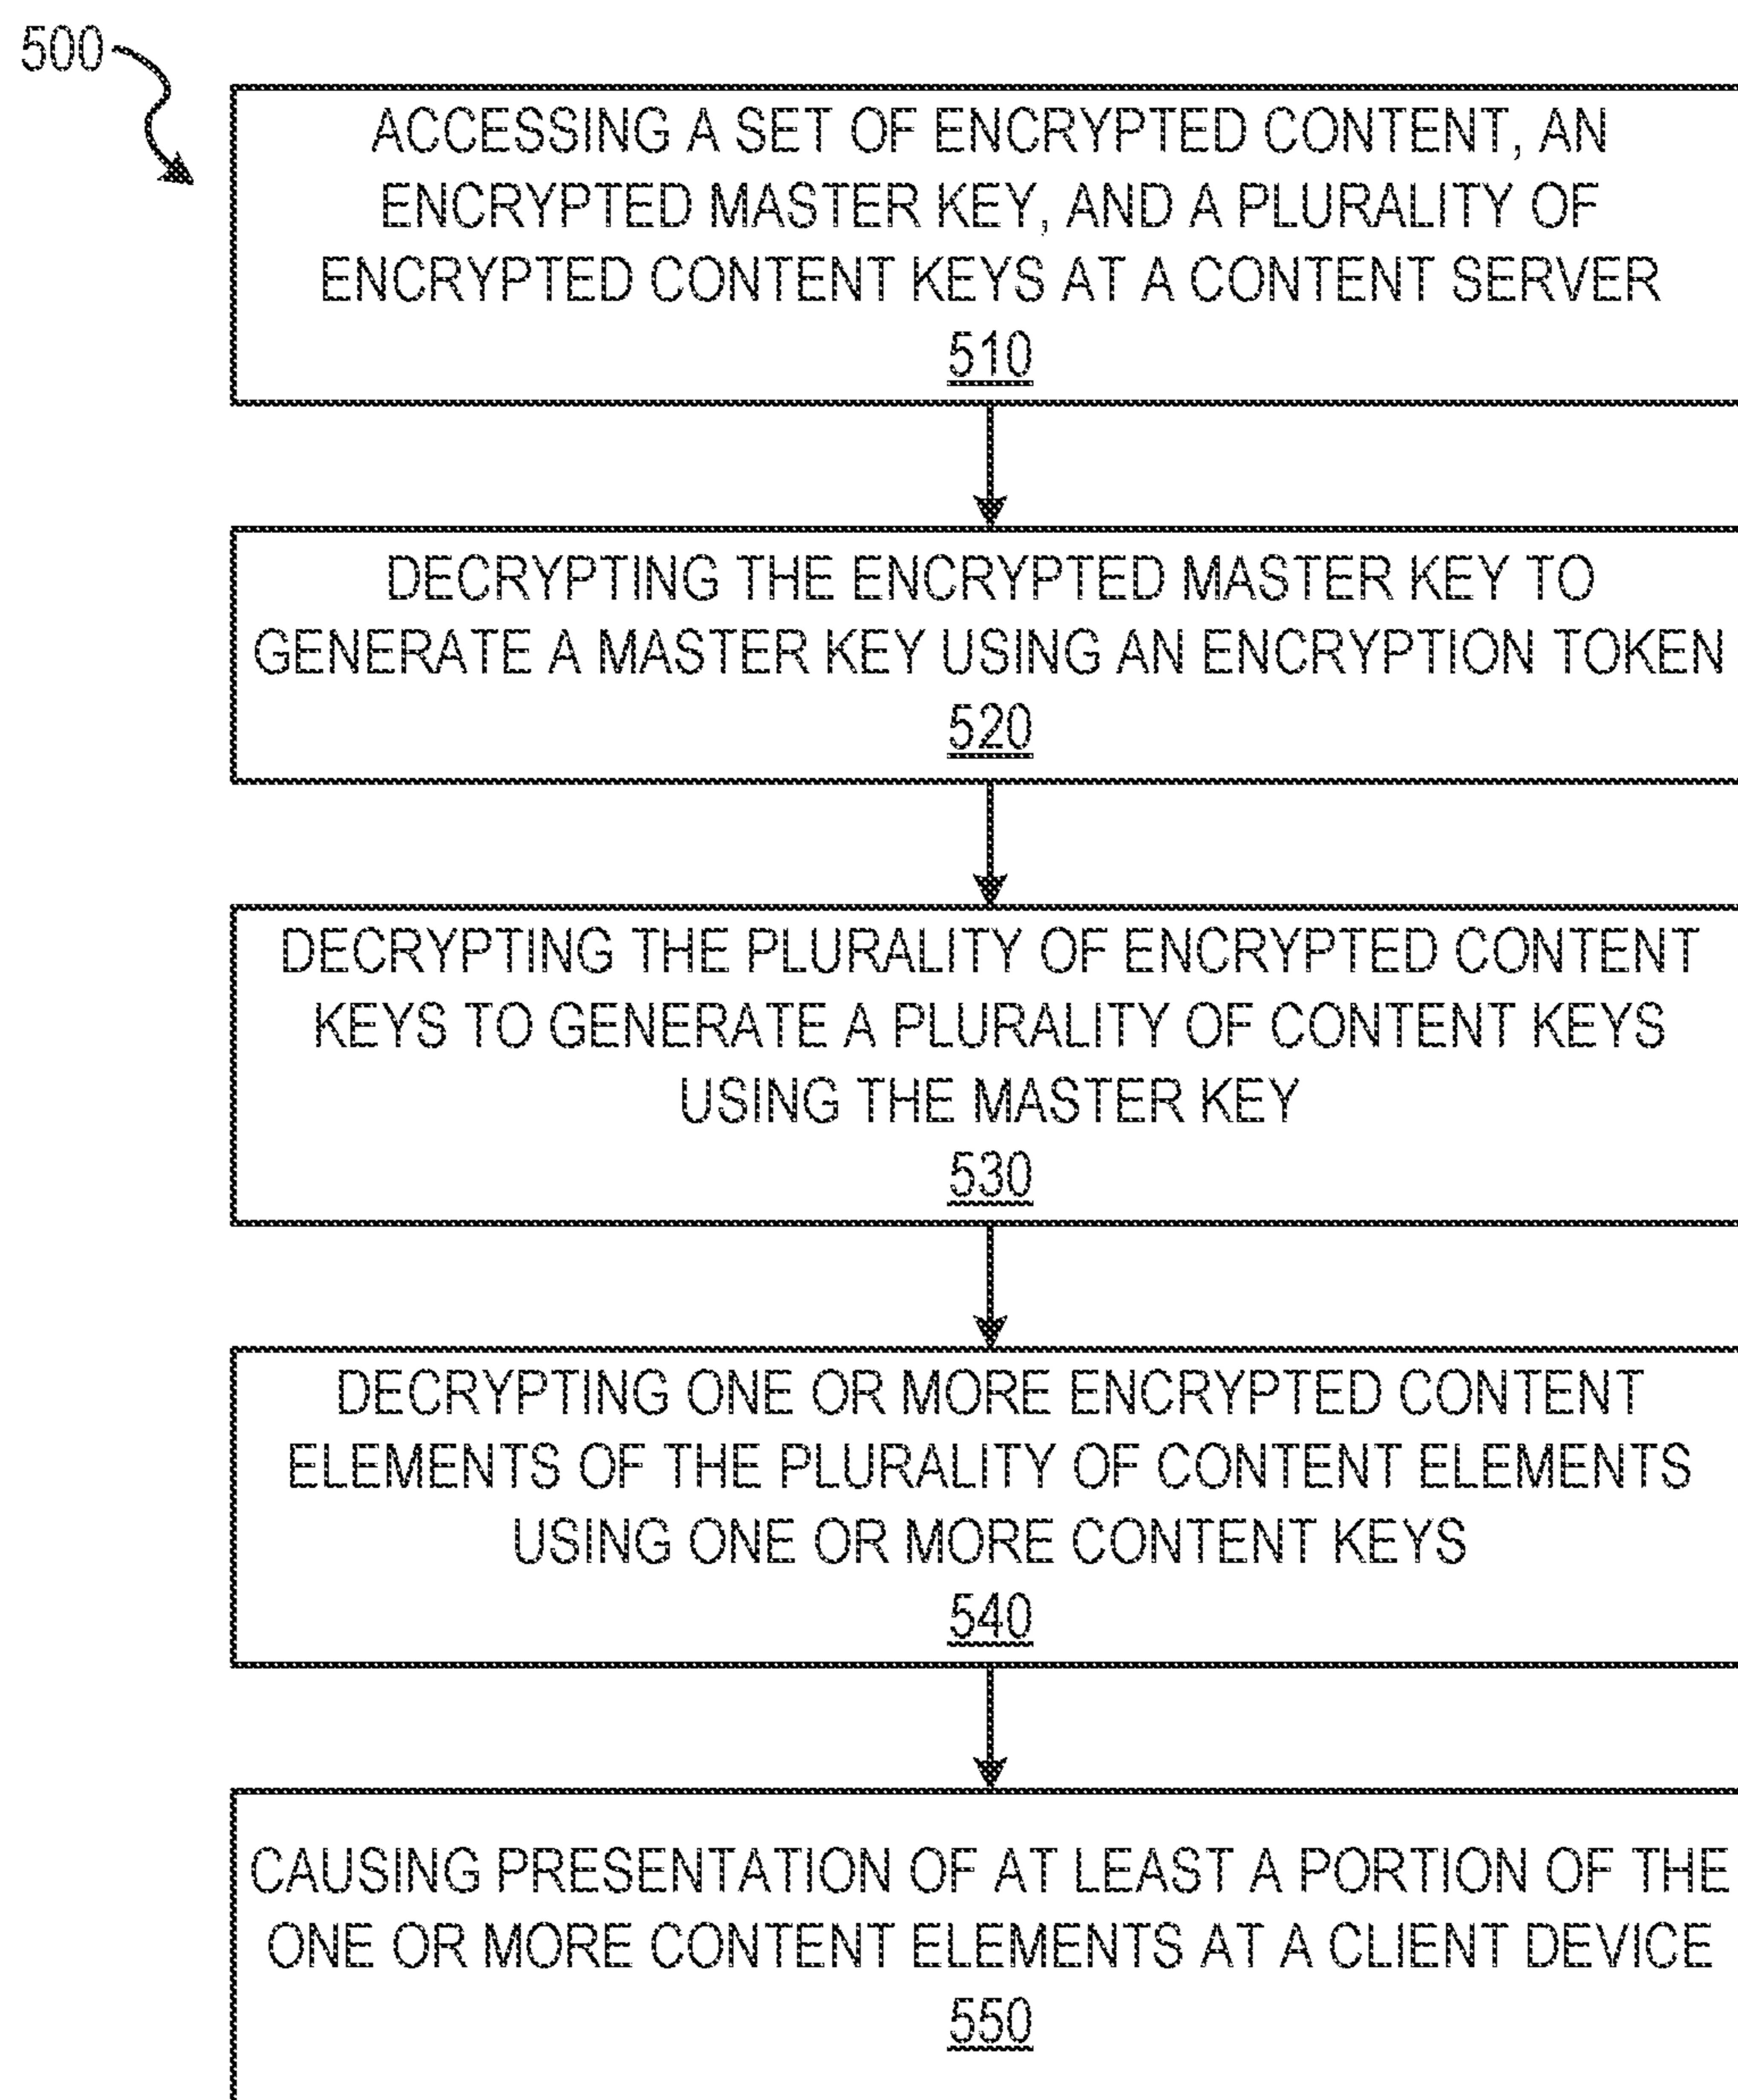 500
ACCESSING A SET OF ENCRYPTED CONTENT, AN
ENCRYPTED MASTER KEY, AND A PLURALITY OF
ENCRYPTED CONTENT KEYS AT A CONTENT SERVER
510
DECRYPTING THE ENCRYPTED MASTER KEY TO
GENERATE A MASTER KEY USING AN ENCRYPTION TOKEN
520
DECRYPTING THE PLURALITY OF ENCRYPTED CONTENT
KEYS TO GENERATE A PLURALITY OF CONTENT KEYS
USING THE MASTER KEY
530
DECRYPTING ONE OR MORE ENCRYPTED CONTENT
ELEMENTS OF THE PLURALITY OF CONTENT ELEMENTS
USING ONE OR MORE CONTENT KEYS
540
CAUSING PRESENTATION OF AT LEAST A PORTION OF THE
ONE OR MORE CONTENT ELEMENTS AT A CLIENT DEVICE
550